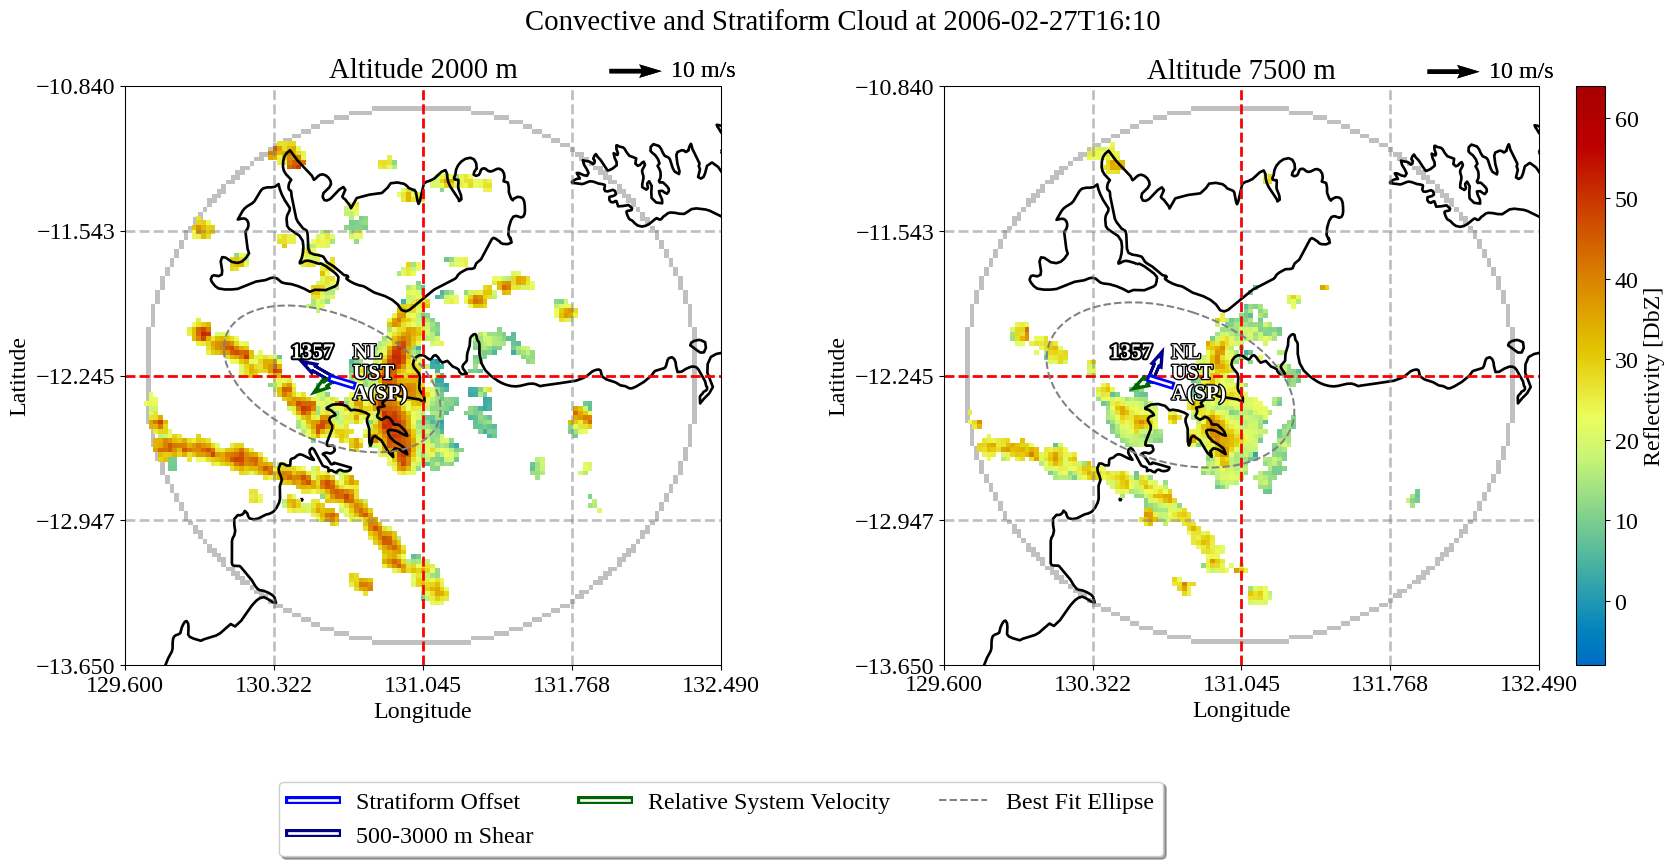 Convective and Stratiform Cloud at 2006-02-27T16:10
Altitude 2000 m
10 m/s
−10.840
−11.543
−12.245
−12.947
−13.650
129.600
130.322
131.045
131.768
132.490
Longitude
Latitude
1357
NL
UST
A(SP)
Altitude 7500 m
10 m/s
−10.840
−11.543
−12.245
−12.947
−13.650
129.600
130.322
131.045
131.768
132.490
Longitude
Latitude
1357
NL
UST
A(SP)
60
50
40
30
20
10
0
Reflectivity [DbZ]
Stratiform Offset
500-3000 m Shear
Relative System Velocity
Best Fit Ellipse